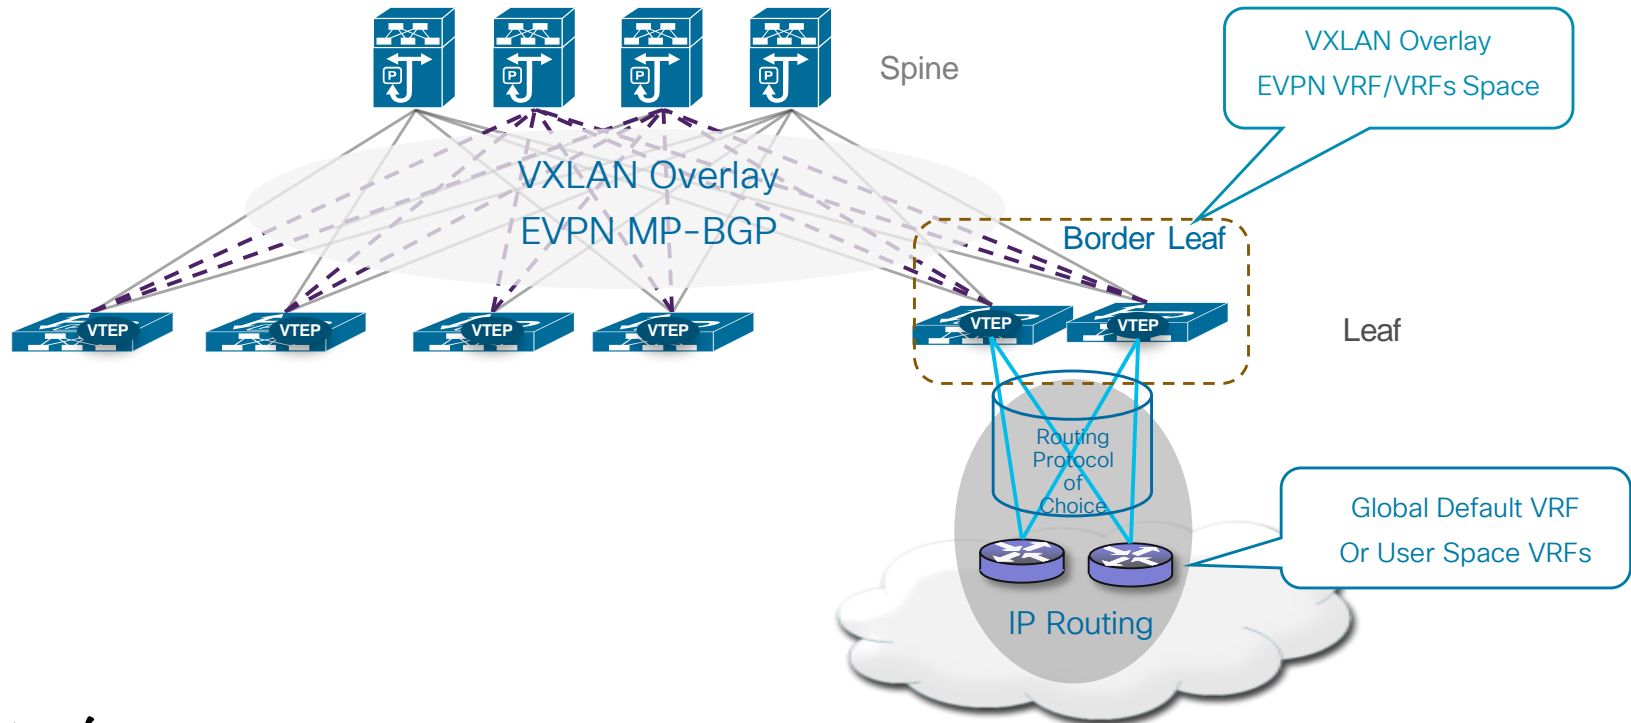 P
P
P
P
Spine
VXLAN Overlay
EVPN VRF/VRFs Space
VXLAN Overlay
EVPN MP-BGP
Border Leaf
VTEP
VTEP
VTEP
VTEP
VTEP
VTEP
Leaf
Routing
Protocol
of
Choice
Global Default VRF
Or User Space VRFs
IP Routing